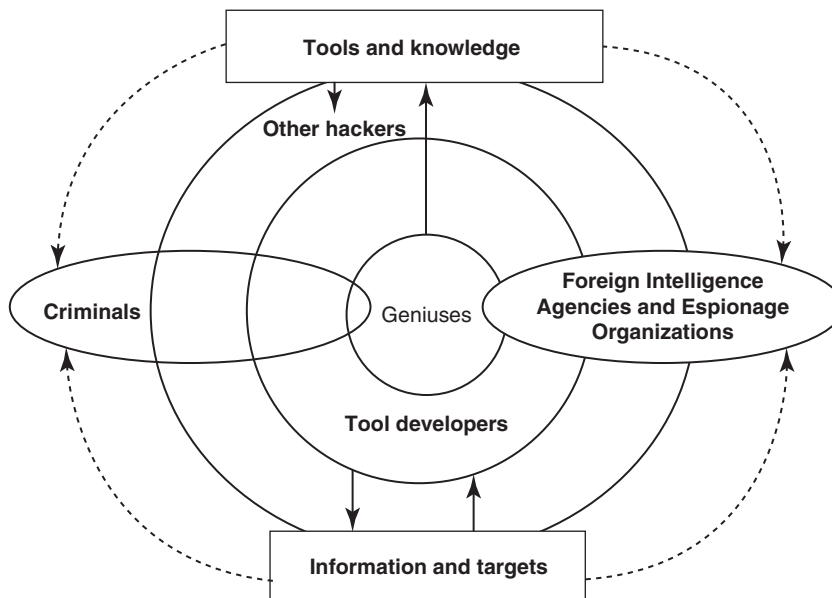 Tools and knowledge
Other hackers
Criminals
Geniuses
Foreign Intelligence
Agencies and Espionage
Organizations
Tool developers
Information and targets